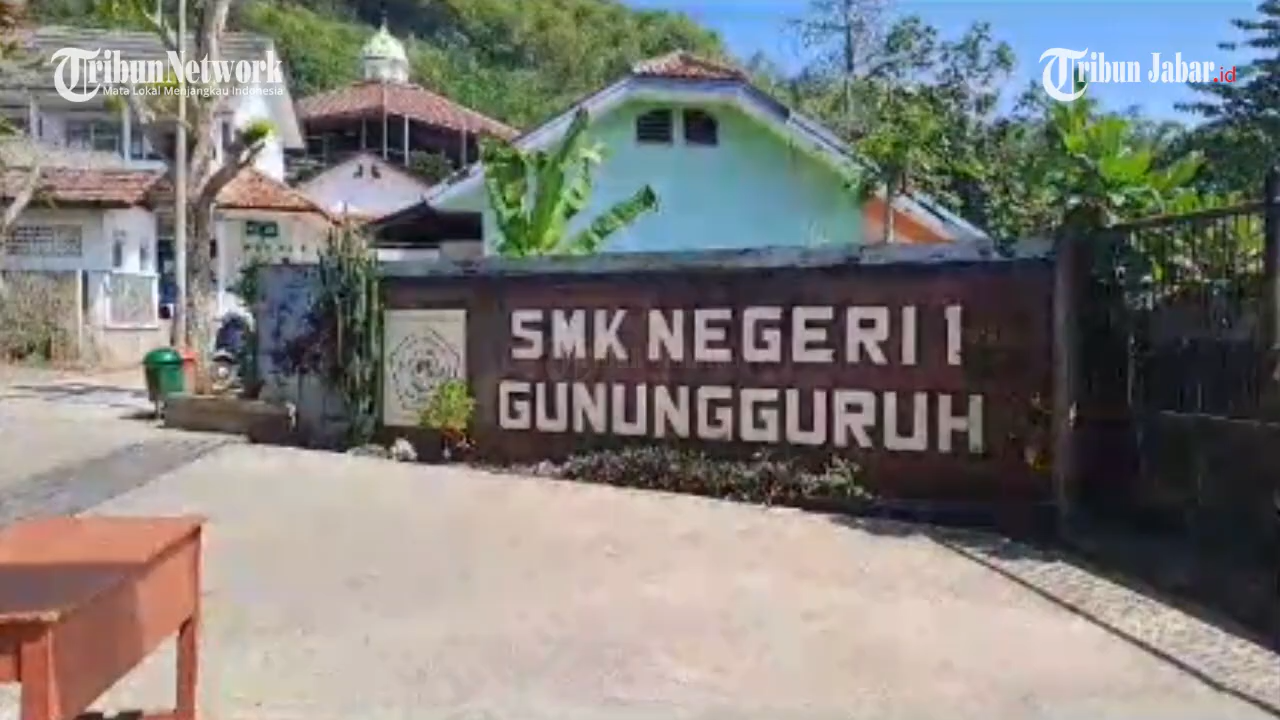 TribunNetwork
Mata Lokal Menjangkau Indonesia
Tribun Jabar.id
SMK NEGERI 1
GUNUNGGURUH